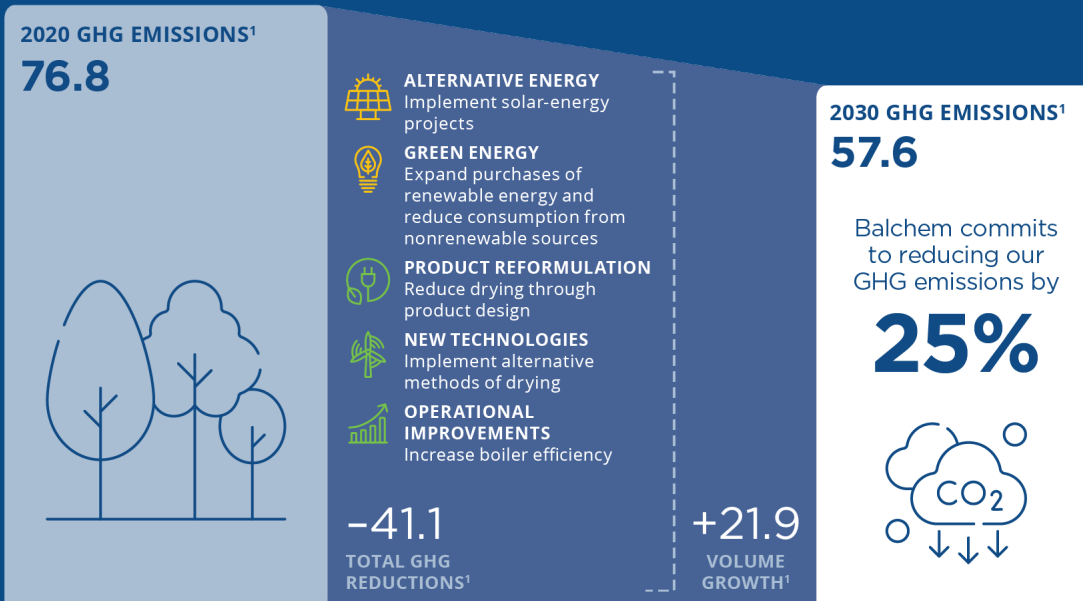 2020 GHG EMISSIONS¹
76.8
ALTERNATIVE ENERGY
Implement solar-energy
projects
GREEN ENERGY
Expand purchases of
renewable energy and
reduce consumption from
nonrenewable sources
PRODUCT REFORMULATION
Reduce drying through
product design
NEW TECHNOLOGIES
Implement alternative
methods of drying
OPERATIONAL
IMPROVEMENTS
Increase boiler efficiency
–41.1
TOTAL GHG
REDUCTIONS¹
+21.9
VOLUME
GROWTH¹
2030 GHG EMISSIONS¹
57.6
Balchem commits
to reducing our
GHG emissions by
25%
CO₂